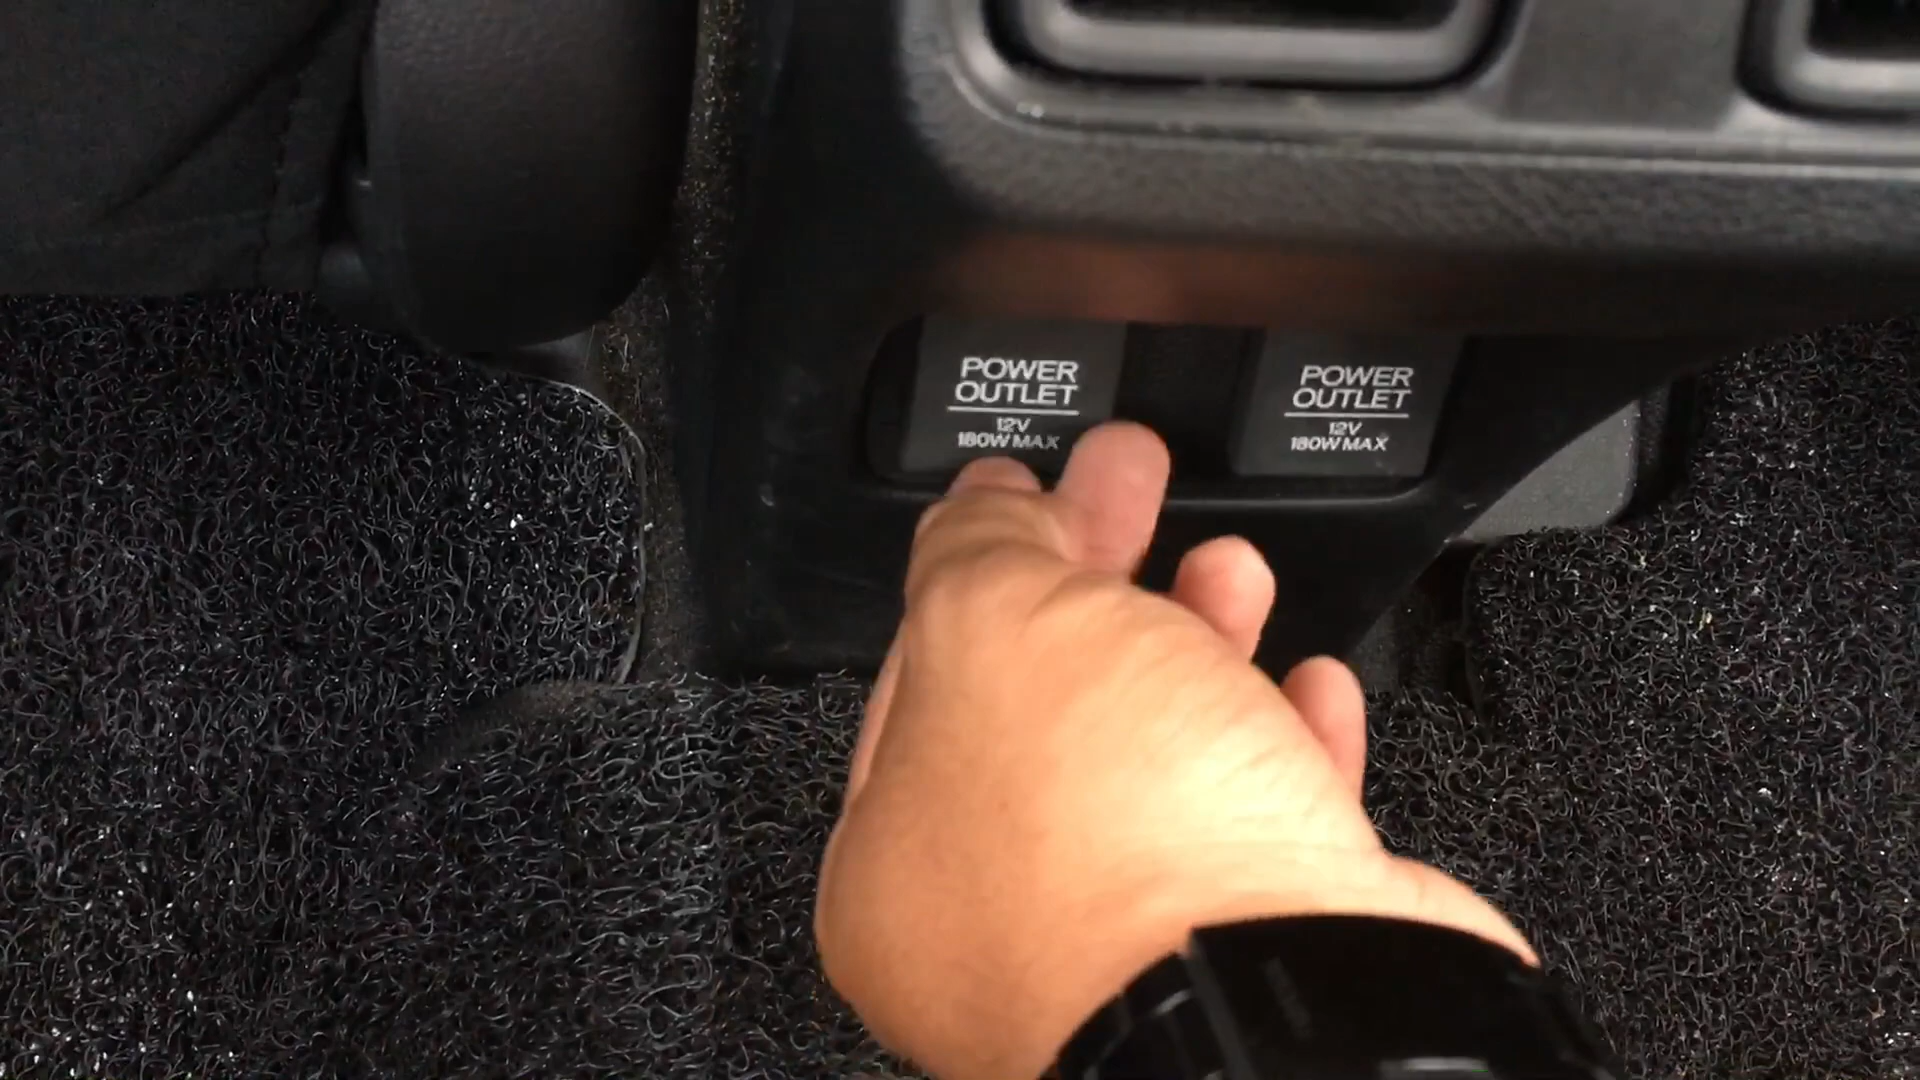 POWER
OUTLET
12V
180W MAX
POWER
OUTLET
12V
180W MAX